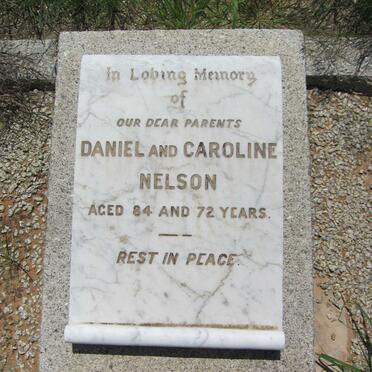 In Loving Memory
of
OUR DEAR PARENTS
DANIEL AND CAROLINE
NELSON
AGED 84 AND 72 YEARS.
REST IN PEACE.